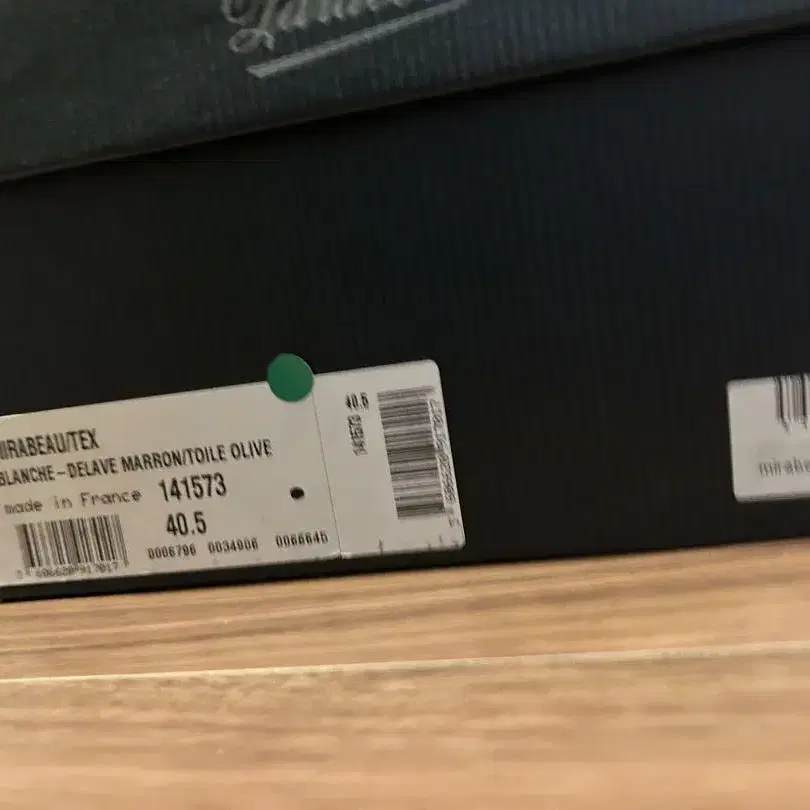 MIRABEAU/TEX
BLANCHE-DELAVE MARRON/TOILE OLIVE
made in France 141573
40.5
0006796 0034906 0066645
141573 40.5
mirabe